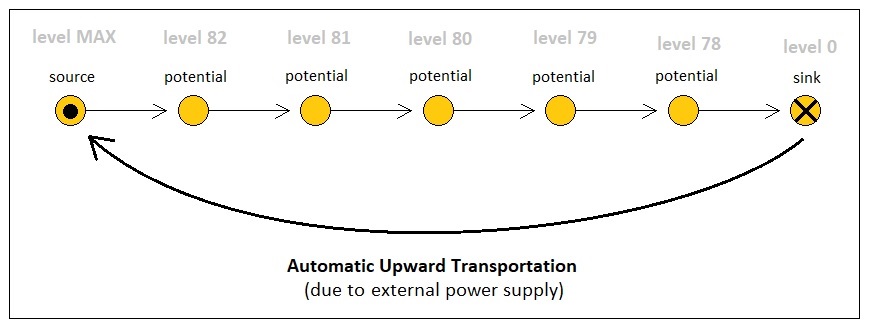 level MAX level 82 level 81 level 80 level 79 level 78 level 0
source potential potential potential potential potential sink
Automatic Upward Transportation
(due to external power supply)